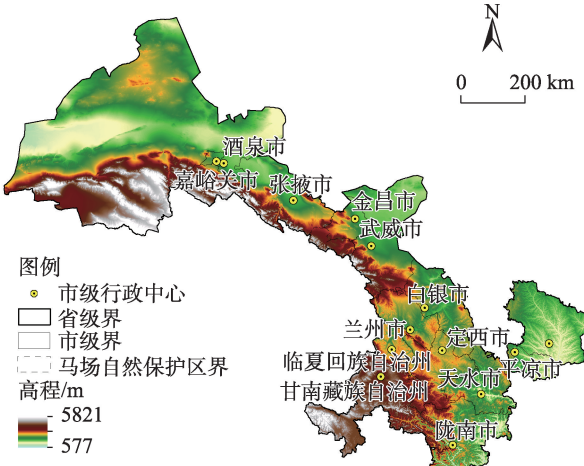 N
0 200 km
酒泉市
嘉峪关市
张掖市
金昌市
武威市
白银市
兰州市
定西市
临夏回族自治州
平凉市
甘南藏族自治州
天水市
陇南市
图例
市级行政中心
省级界
市级界
马场自然保护区界
高程/m
5821
577